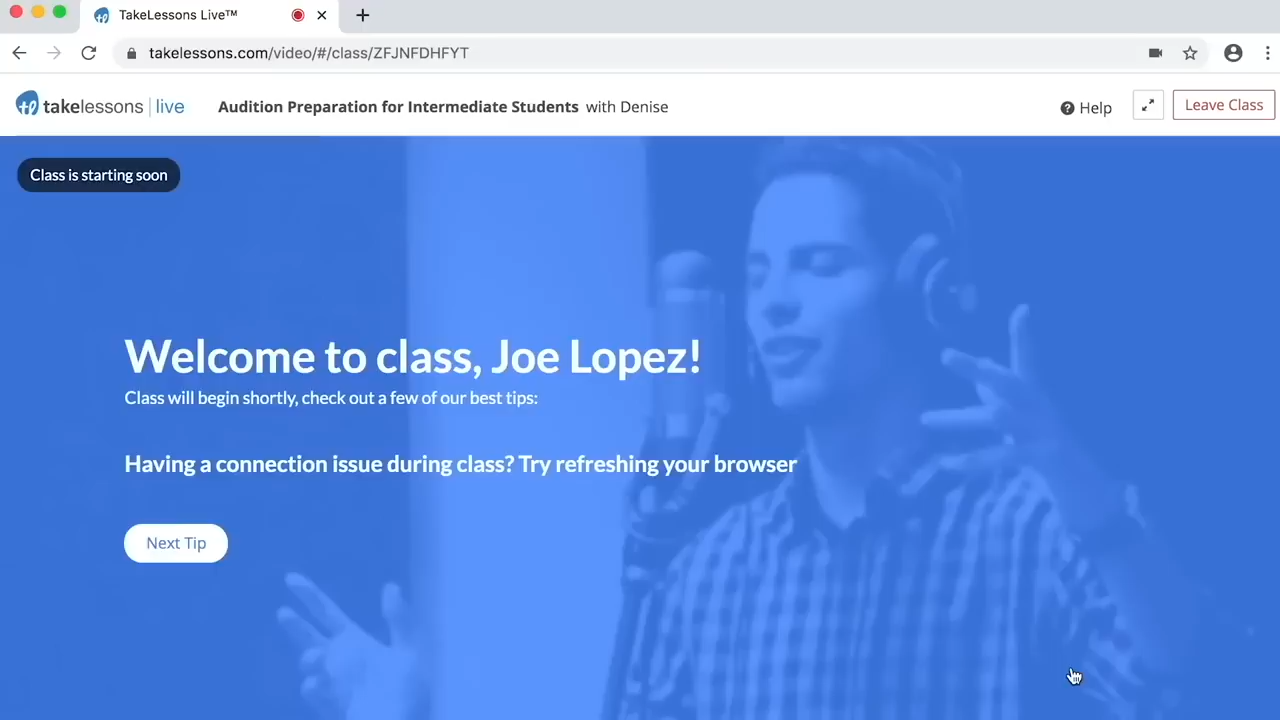 TakeLessons Live™
takelessons.com/video/#/class/ZFJNFDHFYT
takelessons live
Audition Preparation for Intermediate Students with Denise
Help
Leave Class
Class is starting soon
Welcome to class, Joe Lopez!
Class will begin shortly, check out a few of our best tips:
Having a connection issue during class? Try refreshing your browser
Next Tip